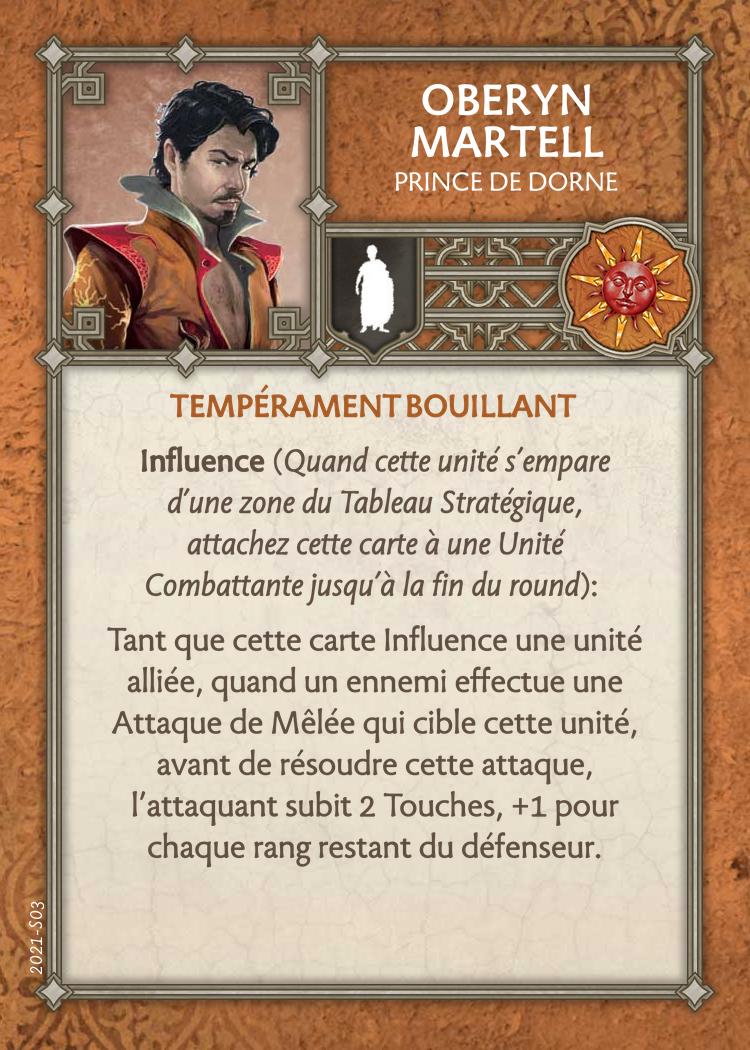 OBERYN
MARTELL
PRINCE DE DORNE
TEMPÉRAMENT BOUILLANT
Influence (Quand cette unité s'empare
d'une zone du Tableau Stratégique,
attachez cette carte à une Unité
Combattante jusqu'à la fin du round):
Tant que cette carte Influence une unité
alliée, quand un ennemi effectue une
Attaque de Mêlée qui cible cette unité,
avant de résoudre cette attaque,
l'attaquant subit 2 Touches, +1 pour
chaque rang restant du défenseur.
2021-S03